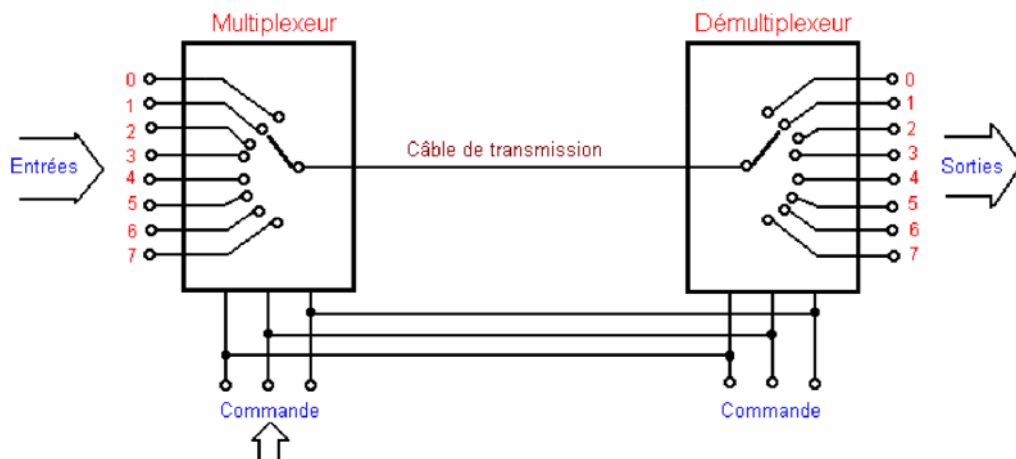 Multiplexeur
Démultiplexeur
0
1
2
3
4
5
6
7
Entrées
Câble de transmission
0
1
2
3
4
5
6
7
Sorties
Commande
Commande